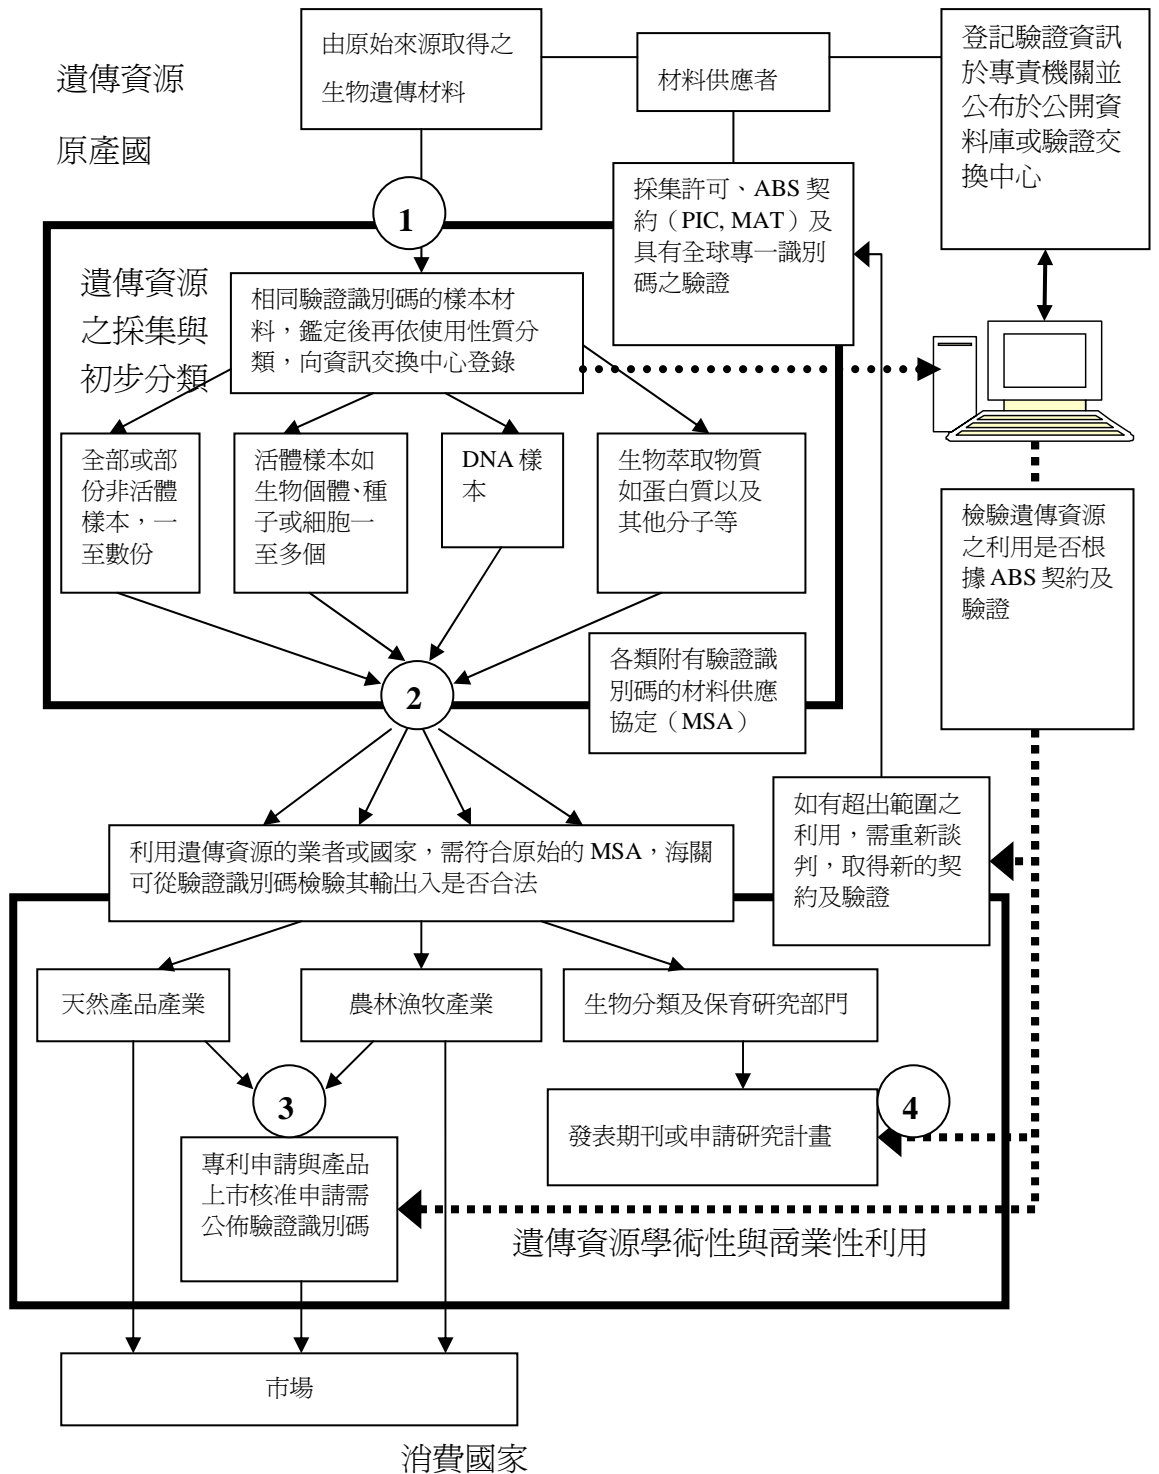 遺傳資源
原產國
由原始來源取得之
生物遺傳材料
材料供應者
登記驗證資訊
於專責機關並
公布於公開資
料庫或驗證交
換中心
1
採集許可、ABS 契
約（PIC, MAT）及
具有全球專一識別
碼之驗證
遺傳資源
之採集與
初步分類
相同驗證識別碼的樣本材
料，鑑定後再依使用性質分
類，向資訊交換中心登錄
全部或部
份非活體
樣本，一
至數份
活體樣本如
生物個體、種
子或細胞一
至多個
DNA 樣
本
生物萃取物質
如蛋白質以及
其他分子等
檢驗遺傳資源
之利用是否根
據 ABS 契約及
驗證
2
各類附有驗證識
別碼的材料供應
協定（MSA）
如有超出範圍之
利用，需重新談
判，取得新的契
約及驗證
利用遺傳資源的業者或國家，需符合原始的 MSA，海關
可從驗證識別碼檢驗其輸出入是否合法
天然產品產業
農林漁牧產業
生物分類及保育研究部門
3
4
發表期刊或申請研究計畫
專利申請與產品
上市核准申請需
公佈驗證識別碼
遺傳資源學術性與商業性利用
市場
消費國家